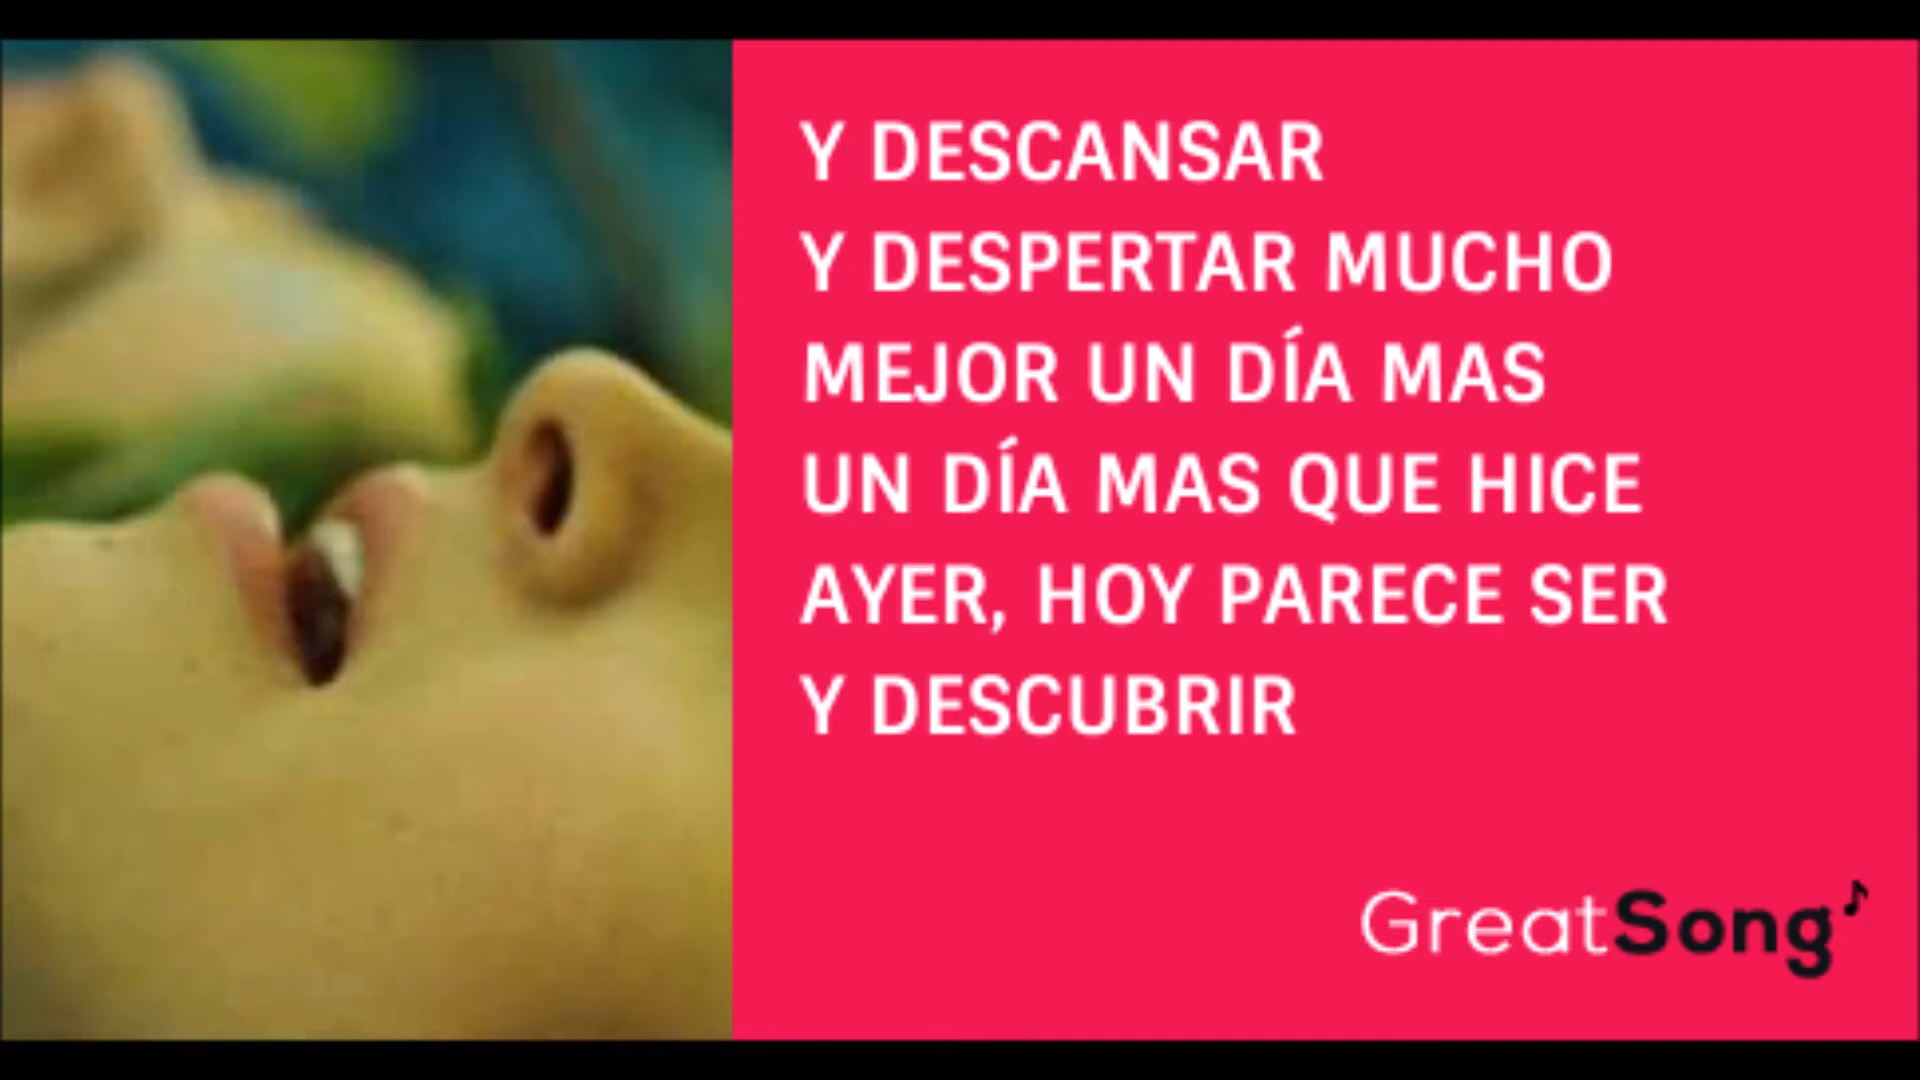 Y DESCANSAR
Y DESPERTAR MUCHO
MEJOR UN DÍA MAS
UN DÍA MAS QUE HICE
AYER, HOY PARECE SER
Y DESCUBRIR
GreatSong